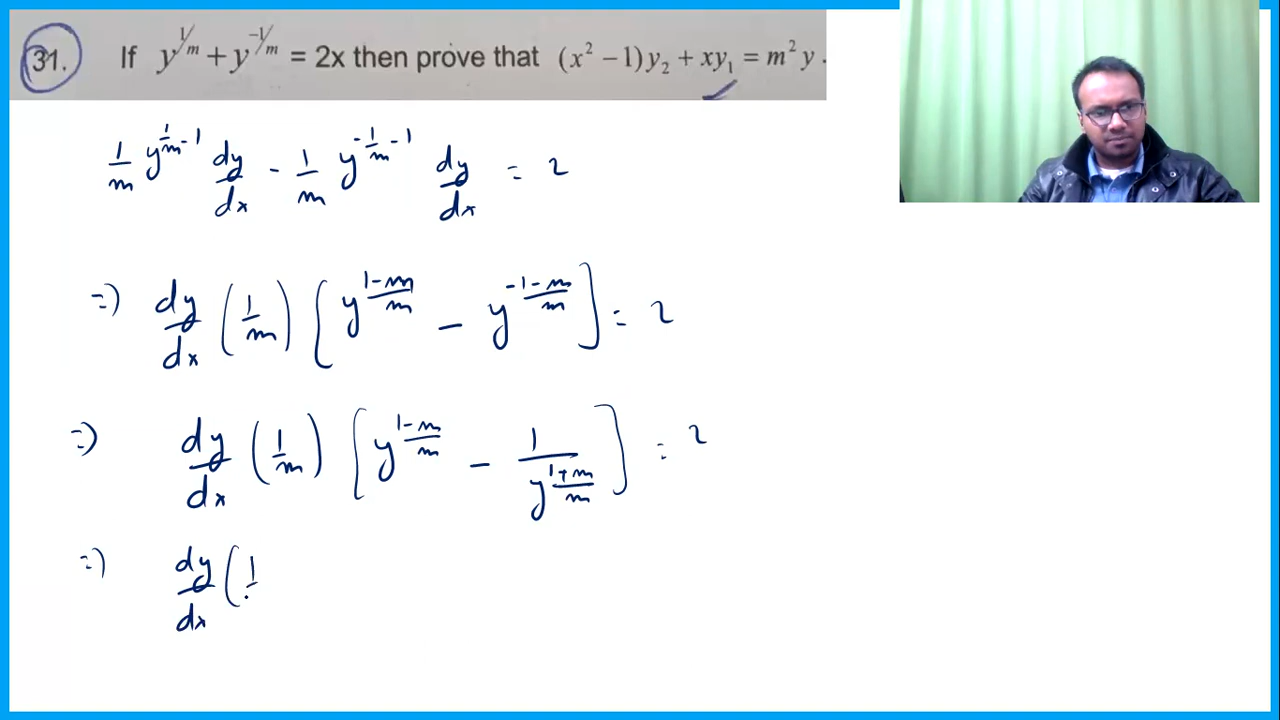 31. If y^{1/m} + y^{-1/m} = 2x then prove that (x² − 1)y₂ + xy₁ = m²y.
1/m y^{1/m - 1} dy/dx - 1/m y^{-1/m - 1} dy/dx = 2
=) dy/dx (1/m) [y^{(1-m)/m} - y^{(-1-m)/m}] = 2
=) dy/dx (1/m) [y^{(1-m)/m} - 1/y^{(1+m)/m}] = 2
=) dy/dx (1/